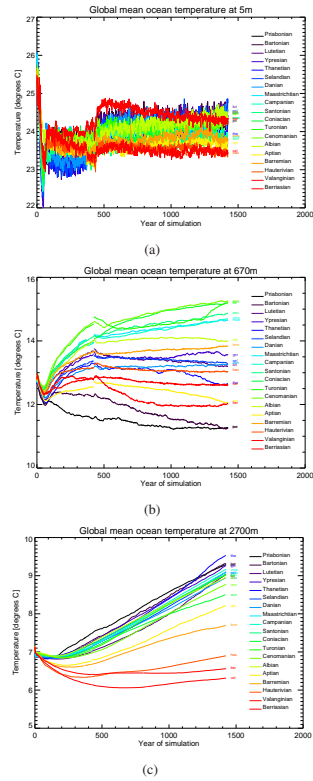 Global mean ocean temperature at 5m
27
26
25
24
23
22
Temperature [degrees C]
0 500 1000 1500 2000
Year of simulation
Priabonian
Bartonian
Lutetian
Ypresian
Thanetian
Selandian
Danian
Maastrichtian
Campanian
Santonian
Coniacian
Turonian
Cenomanian
Albian
Aptian
Barremian
Hauterivian
Valanginian
Berriasian
(a)
Global mean ocean temperature at 670m
16
14
12
10
Temperature [degrees C]
0 500 1000 1500 2000
Year of simulation
Priabonian
Bartonian
Lutetian
Ypresian
Thanetian
Selandian
Danian
Maastrichtian
Campanian
Santonian
Coniacian
Turonian
Cenomanian
Albian
Aptian
Barremian
Hauterivian
Valanginian
Berriasian
(b)
Global mean ocean temperature at 2700m
10
9
8
7
6
5
Temperature [degrees C]
0 500 1000 1500 2000
Year of simulation
Priabonian
Bartonian
Lutetian
Ypresian
Thanetian
Selandian
Danian
Maastrichtian
Campanian
Santonian
Coniacian
Turonian
Cenomanian
Albian
Aptian
Barremian
Hauterivian
Valanginian
Berriasian
(c)